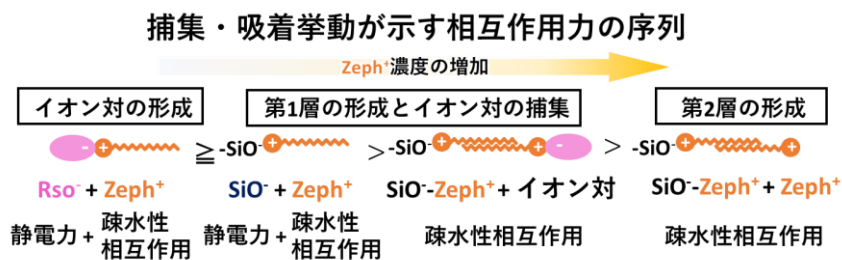 捕集・吸着挙動が示す相互作用力の序列
Zeph⁺濃度の増加
イオン対の形成
第1層の形成とイオン対の捕集
第2層の形成
- +
≧ -SiO⁻ +
> -SiO⁻ + + -
> -SiO⁻ + +
Rso⁻ + Zeph⁺
SiO⁻ + Zeph⁺
SiO⁻-Zeph⁺ + イオン対
SiO⁻-Zeph⁺ + Zeph⁺
静電力 + 疎水性
相互作用
静電力 + 疎水性
相互作用
疎水性相互作用
疎水性相互作用